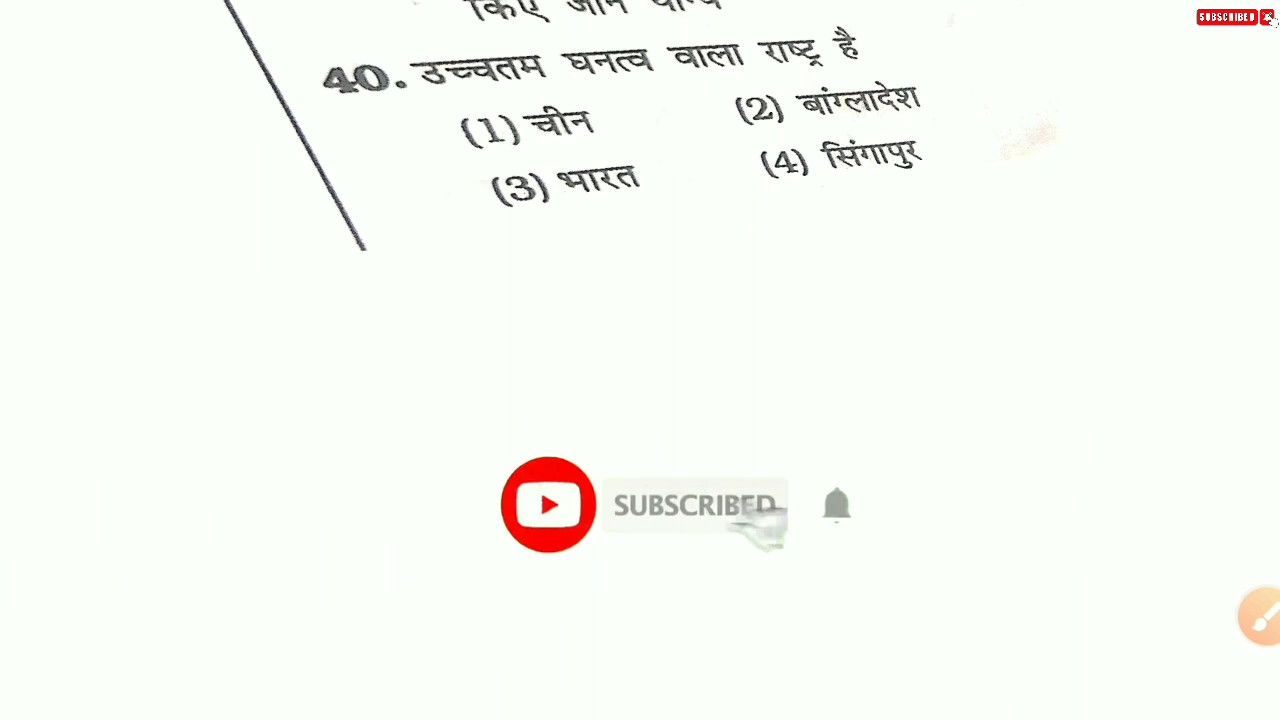 SUBSCRIBED
किए जाने योग्य
40. उच्चतम घनत्व वाला राष्ट्र है
(1) चीन (2) बांग्लादेश
(3) भारत (4) सिंगापुर
SUBSCRIBED